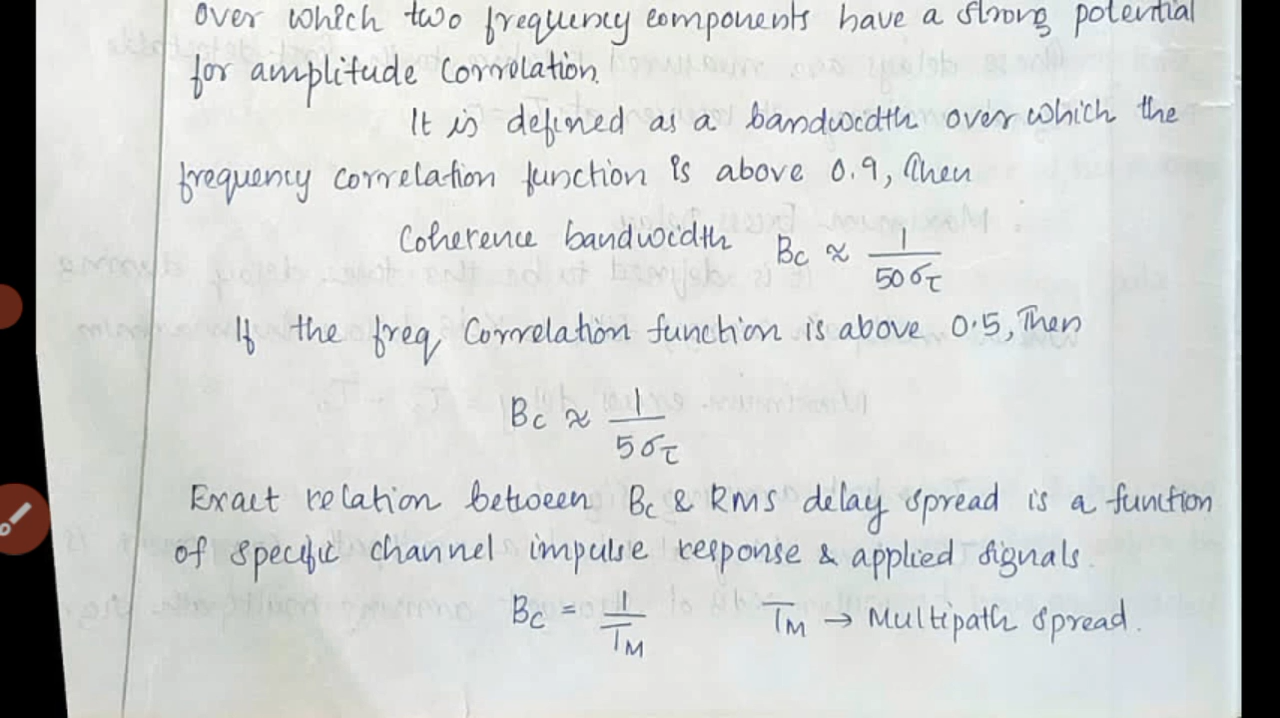 over which two frequency components have a strong potential
for amplitude correlation.
It is defined as a bandwidth over which the
frequency correlation function is above 0.9, then
Coherence bandwidth Bc ≈ 1/50στ
If the freq Correlation function is above 0.5, Then
Bc ≈ 1/5στ
Exact relation between Bc & Rms delay spread is a function
of specific channel impulse response & applied signals.
Bc = 1/TM TM → Multipath spread.